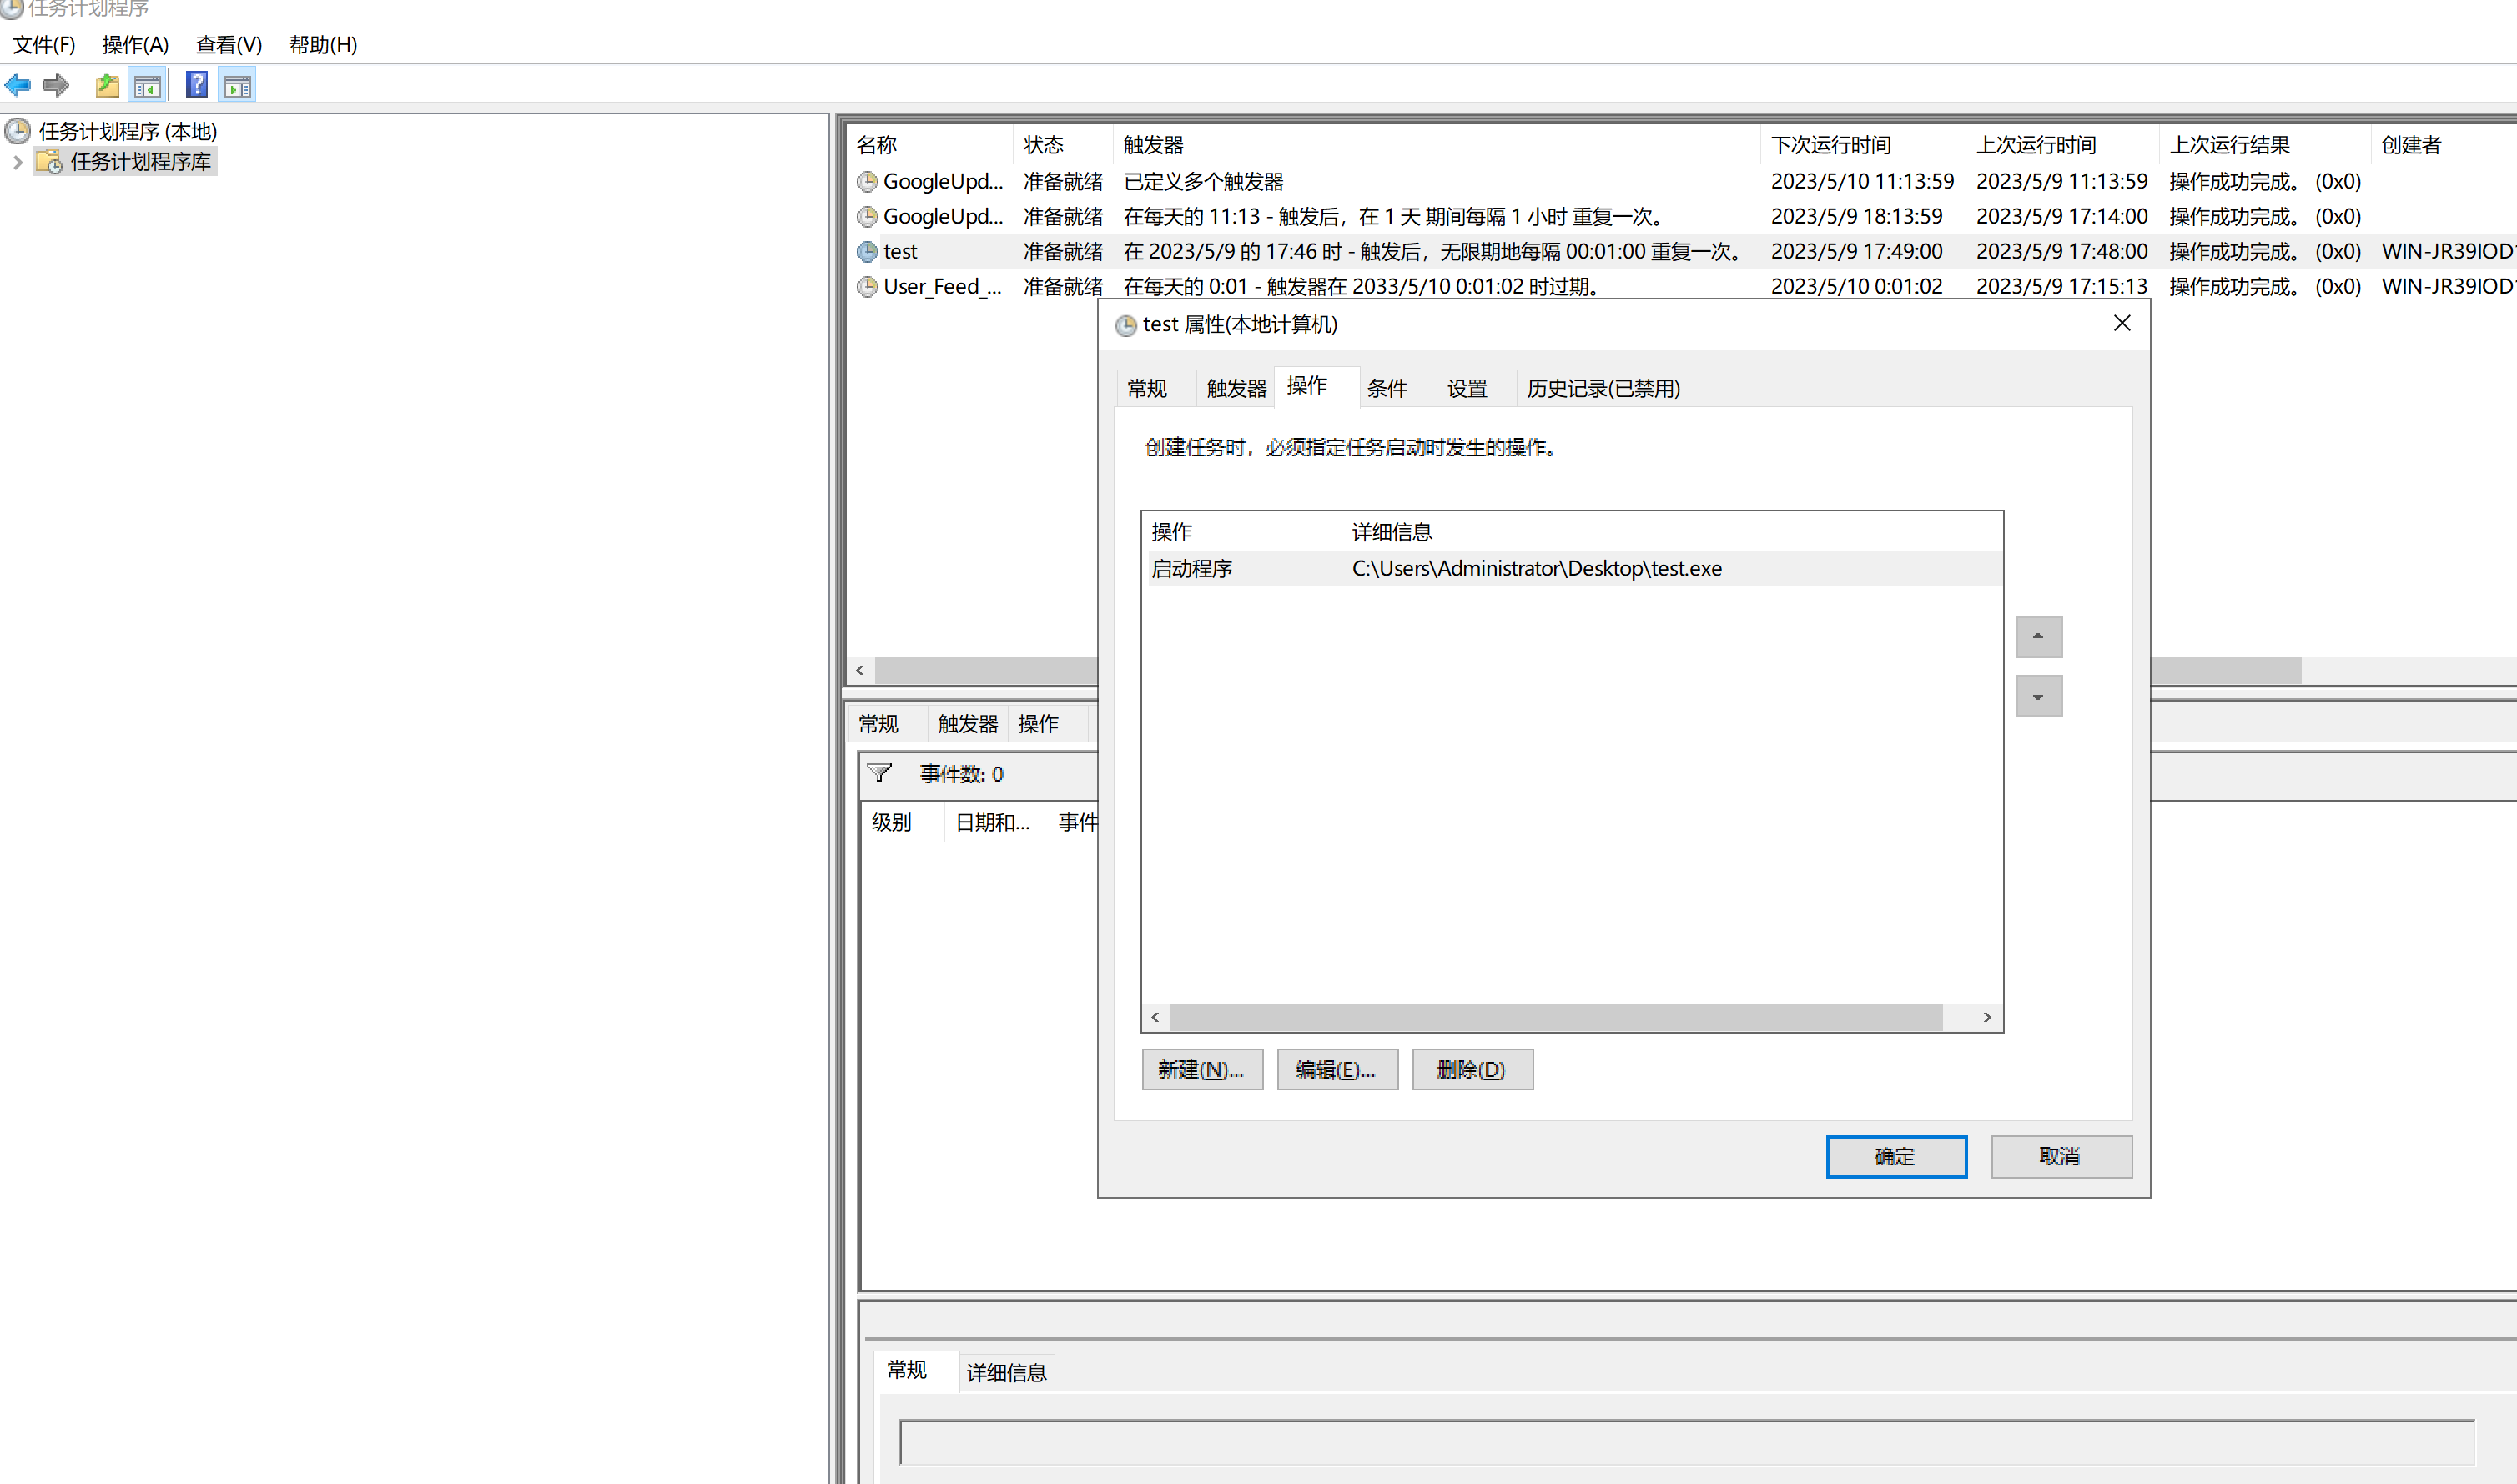 任务计划程序
文件(F) 操作(A) 查看(V) 帮助(H)
任务计划程序 (本地)
任务计划程序库
名称 状态 触发器 下次运行时间 上次运行时间 上次运行结果 创建者
GoogleUpd... 准备就绪 已定义多个触发器 2023/5/10 11:13:59 2023/5/9 11:13:59 操作成功完成。 (0x0)
GoogleUpd... 准备就绪 在每天的 11:13 - 触发后，在 1 天 期间每隔 1 小时 重复一次。 2023/5/9 18:13:59 2023/5/9 17:14:00 操作成功完成。 (0x0)
test 准备就绪 在 2023/5/9 的 17:46 时 - 触发后，无限期地每隔 00:01:00 重复一次。 2023/5/9 17:49:00 2023/5/9 17:48:00 操作成功完成。 (0x0) WIN-JR39IOD
User_Feed_... 准备就绪 在每天的 0:01 - 触发器在 2033/5/10 0:01:02 时过期。 2023/5/10 0:01:02 2023/5/9 17:15:13 操作成功完成。 (0x0) WIN-JR39IOD
test 属性(本地计算机)
常规 触发器 操作 条件 设置 历史记录(已禁用)
创建任务时，必须指定任务启动时发生的操作。
操作 详细信息
启动程序 C:\Users\Administrator\Desktop\test.exe
新建(N)... 编辑(E)... 删除(D)
确定 取消
常规 触发器 操作
事件数: 0
级别 日期和... 事件
常规 详细信息